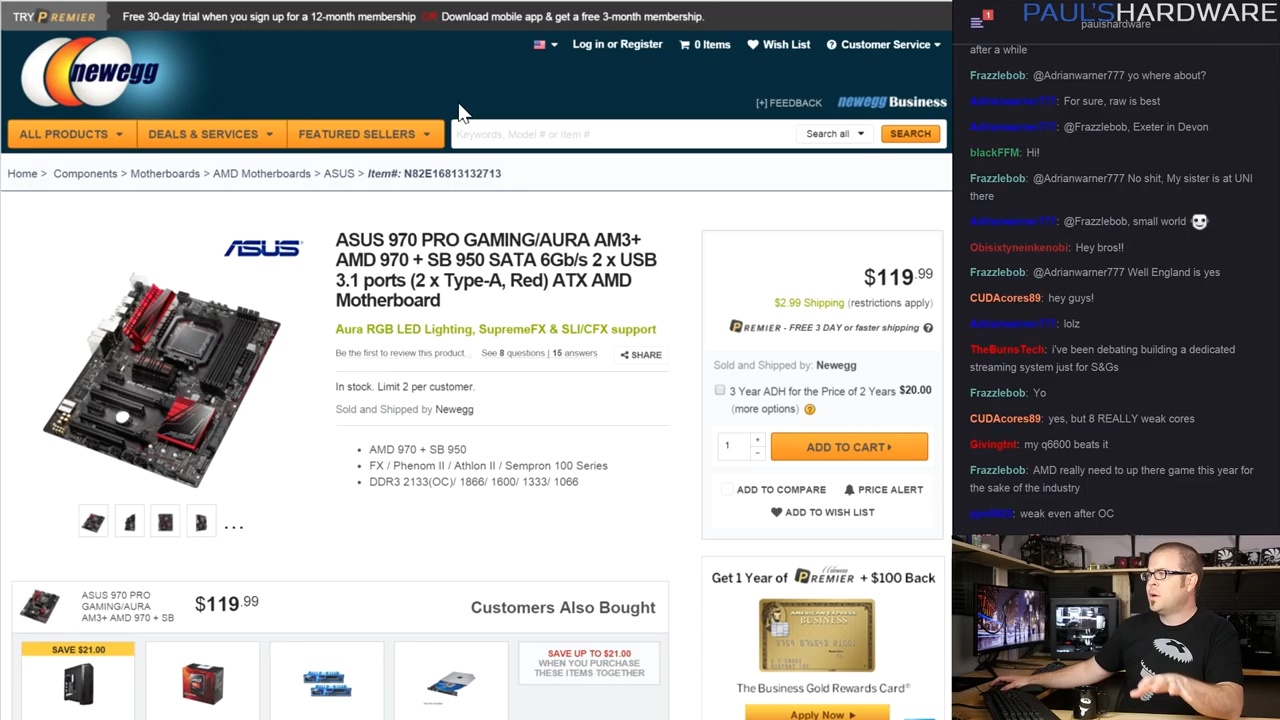 TRY PREMIER
Free 30-day trial when you sign up for a 12-month membership OR Download mobile app & get a free 3-month membership.
newegg
Log in or Register
0 Items
Wish List
Customer Service
[+] FEEDBACK
newegg Business
ALL PRODUCTS
DEALS & SERVICES
FEATURED SELLERS
Keywords, Model # or Item #
Search all
SEARCH
Home > Components > Motherboards > AMD Motherboards > ASUS > Item#: N82E16813132713
ASUS
ASUS 970 PRO GAMING/AURA AM3+
AMD 970 + SB 950 SATA 6Gb/s 2 x USB
3.1 ports (2 x Type-A, Red) ATX AMD
Motherboard
Aura RGB LED Lighting, SupremeFX & SLI/CFX support
Be the first to review this product... See 8 questions | 15 answers
SHARE
In stock. Limit 2 per customer.
Sold and Shipped by Newegg
• AMD 970 + SB 950
• FX / Phenom II / Athlon II / Sempron 100 Series
• DDR3 2133(OC)/ 1866/ 1600/ 1333/ 1066
...
$119.99
$2.99 Shipping (restrictions apply)
PREMIER - FREE 3 DAY or faster shipping
Sold and Shipped by: Newegg
3 Year ADH for the Price of 2 Years $20.00
(more options)
1
+
-
ADD TO CART
ADD TO COMPARE
PRICE ALERT
ADD TO WISH LIST
Get 1 Year of PREMIER + $100 Back
AMERICAN EXPRESS
BUSINESS
The Business Gold Rewards Card®
Apply Now
ASUS 970 PRO
GAMING/AURA
AM3+ AMD 970 + SB
$119.99
Customers Also Bought
SAVE $21.00
SAVE UP TO $21.00
WHEN YOU PURCHASE
THESE ITEMS TOGETHER
1
PAUL'SHARDWARE
paulshardware
after a while
Frazzlebob: @Adrianwarner777 yo where about?
Adrianwarner777: For sure, raw is best
Adrianwarner777: @Frazzlebob, Exeter in Devon
blackFFM: Hi!
Frazzlebob: @Adrianwarner777 No shit, My sister is at UNI
there
Adrianwarner777: @Frazzlebob, small world
Obisixtyneinkenobi: Hey bros!!
Frazzlebob: @Adrianwarner777 Well England is yes
CUDAcores89: hey guys!
Adrianwarner777: lolz
TheBurnsTech: i've been debating building a dedicated
streaming system just for S&Gs
Frazzlebob: Yo
CUDAcores89: yes, but 8 REALLY weak cores
Givingtnt: my q6600 beats it
Frazzlebob: AMD really need to up there game this year for
the sake of the industry
weak even after OC